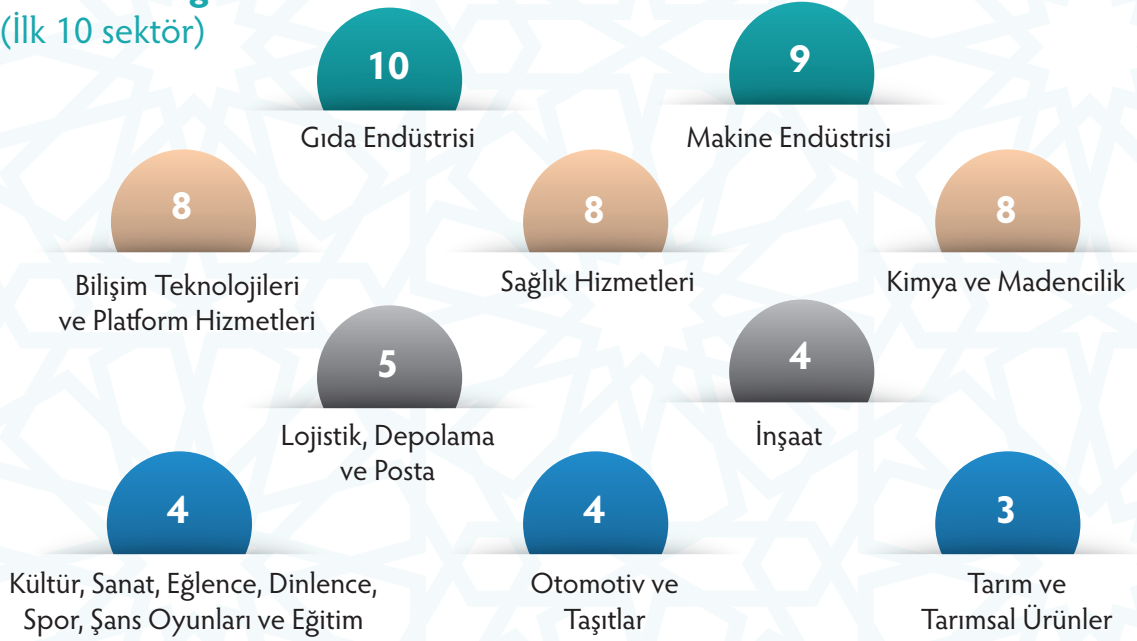 (İlk 10 sektör)
10
9
Gıda Endüstrisi
Makine Endüstrisi
8
8
8
Bilişim Teknolojileri
ve Platform Hizmetleri
Sağlık Hizmetleri
Kimya ve Madencilik
5
4
Lojistik, Depolama
ve Posta
İnşaat
4
4
3
Kültür, Sanat, Eğlence, Dinlence,
Spor, Şans Oyunları ve Eğitim
Otomotiv ve
Taşıtlar
Tarım ve
Tarımsal Ürünler